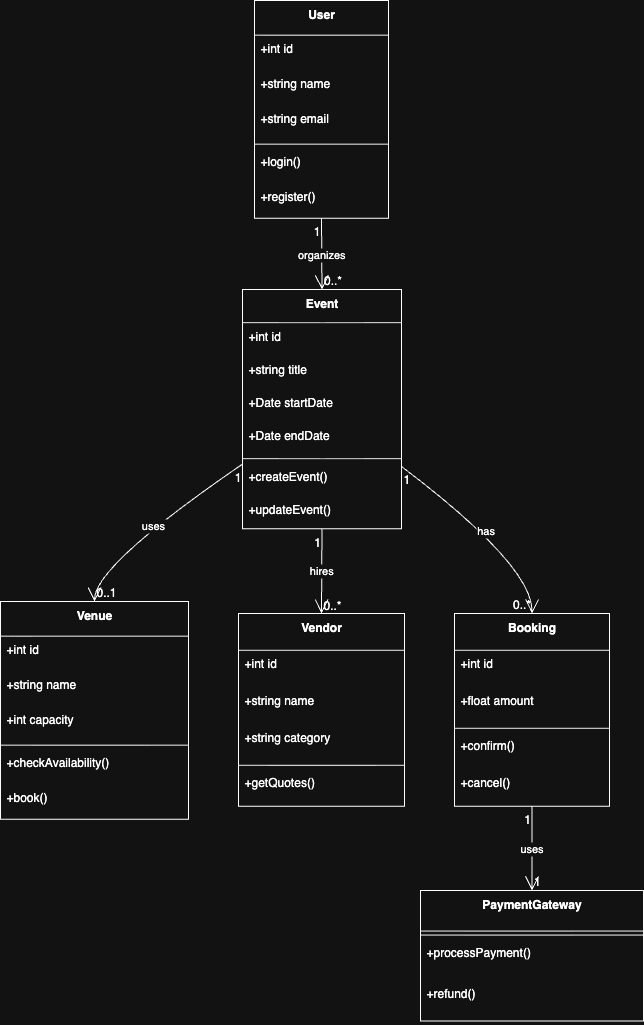 User
+int id
+string name
+string email
+login()
+register()
1
organizes
0..*
Event
+int id
+string title
+Date startDate
+Date endDate
+createEvent()
+updateEvent()
1
1
1
uses
hires
has
0..1
0..*
0..*
Venue
+int id
+string name
+int capacity
+checkAvailability()
+book()
Vendor
+int id
+string name
+string category
+getQuotes()
Booking
+int id
+float amount
+confirm()
+cancel()
1
uses
1
PaymentGateway
+processPayment()
+refund()